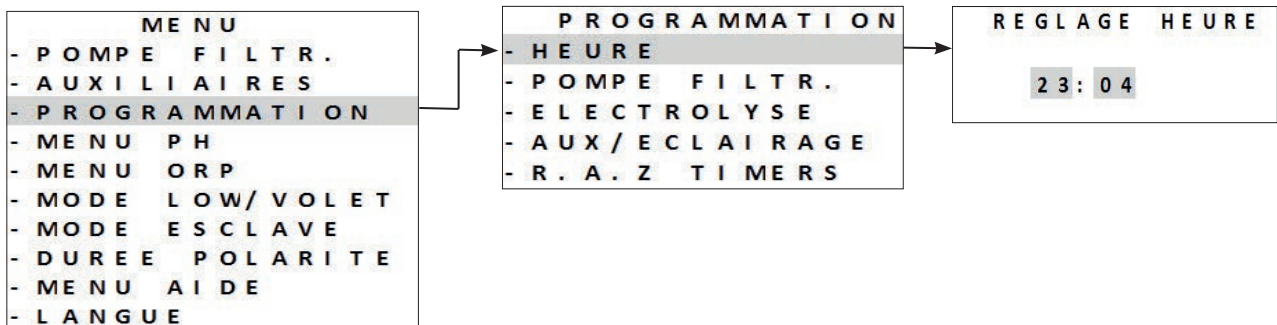 MENU
- POMPE FILTR.
- AUXILIAIRES
- PROGRAMMATION
- MENU PH
- MENU ORP
- MODE LOW/VOLET
- MODE ESCLAVE
- DUREE POLARITE
- MENU AIDE
- LANGUE
PROGRAMMATION
- HEURE
- POMPE FILTR.
- ELECTROLYSE
- AUX/ECLAIRAGE
- R.A.Z TIMERS
REGLAGE HEURE
23:04